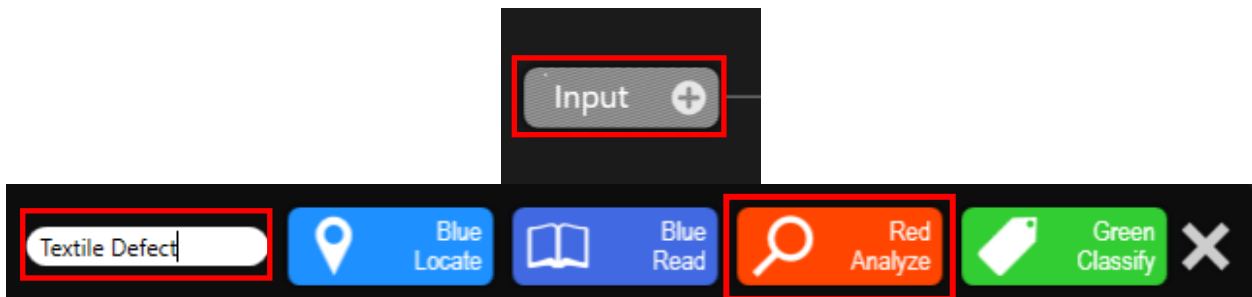 Input
Textile Defect
Blue
Locate
Blue
Read
Red
Analyze
Green
Classify